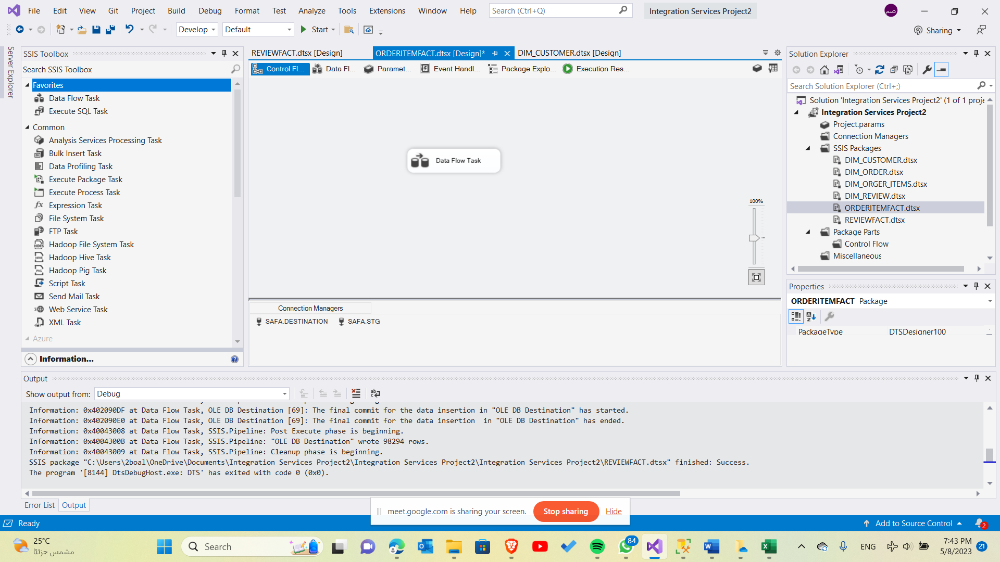 File Edit View Git Project Build Debug Format Test Analyze Tools Extensions Window Help Search (Ctrl+Q) Integration Services Project2 صم
Develop Default Start Sharing
Server Explorer
SSIS Toolbox
Search SSIS Toolbox
Favorites
Data Flow Task
Execute SQL Task
Common
Analysis Services Processing Task
Bulk Insert Task
Data Profiling Task
Execute Package Task
Execute Process Task
Expression Task
File System Task
FTP Task
Hadoop File System Task
Hadoop Hive Task
Hadoop Pig Task
Script Task
Send Mail Task
Web Service Task
XML Task
Azure
Information...
REVIEWFACT.dtsx [Design] ORDERITEMFACT.dtsx [Design]* DIM_CUSTOMER.dtsx [Design]
Control Fl... Data Fl... Paramet... Event Handl... Package Explo... Execution Res...
Data Flow Task
100%
Connection Managers
SAFA.DESTINATION SAFA.STG
Solution Explorer
Search Solution Explorer (Ctrl+;)
Solution 'Integration Services Project2' (1 of 1 proje
Integration Services Project2
Project.params
Connection Managers
SSIS Packages
DIM_CUSTOMER.dtsx
DIM_ORDER.dtsx
DIM_ORGER_ITEMS.dtsx
DIM_REVIEW.dtsx
ORDERITEMFACT.dtsx
REVIEWFACT.dtsx
Package Parts
Control Flow
Miscellaneous
Properties
ORDERITEMFACT Package
PackageType DTSDesigner100
Output
Show output from: Debug
Information: 0x402090DF at Data Flow Task, OLE DB Destination [69]: The final commit for the data insertion in "OLE DB Destination" has started.
Information: 0x402090E0 at Data Flow Task, OLE DB Destination [69]: The final commit for the data insertion  in "OLE DB Destination" has ended.
Information: 0x40043008 at Data Flow Task, SSIS.Pipeline: Post Execute phase is beginning.
Information: 0x4004300B at Data Flow Task, SSIS.Pipeline: "OLE DB Destination" wrote 98294 rows.
Information: 0x40043009 at Data Flow Task, SSIS.Pipeline: Cleanup phase is beginning.
SSIS package "C:\Users\2boal\OneDrive\Documents\Integration Services Project2\Integration Services Project2\Integration Services Project2\REVIEWFACT.dtsx" finished: Success.
The program '[8144] DtsDebugHost.exe: DTS' has exited with code 0 (0x0).
Error List Output
meet.google.com is sharing your screen. Stop sharing Hide
Ready Add to Source Control 2
25°C
مشمس جزئيًا
Search 84 ENG 7:43 PM
5/8/2023 21